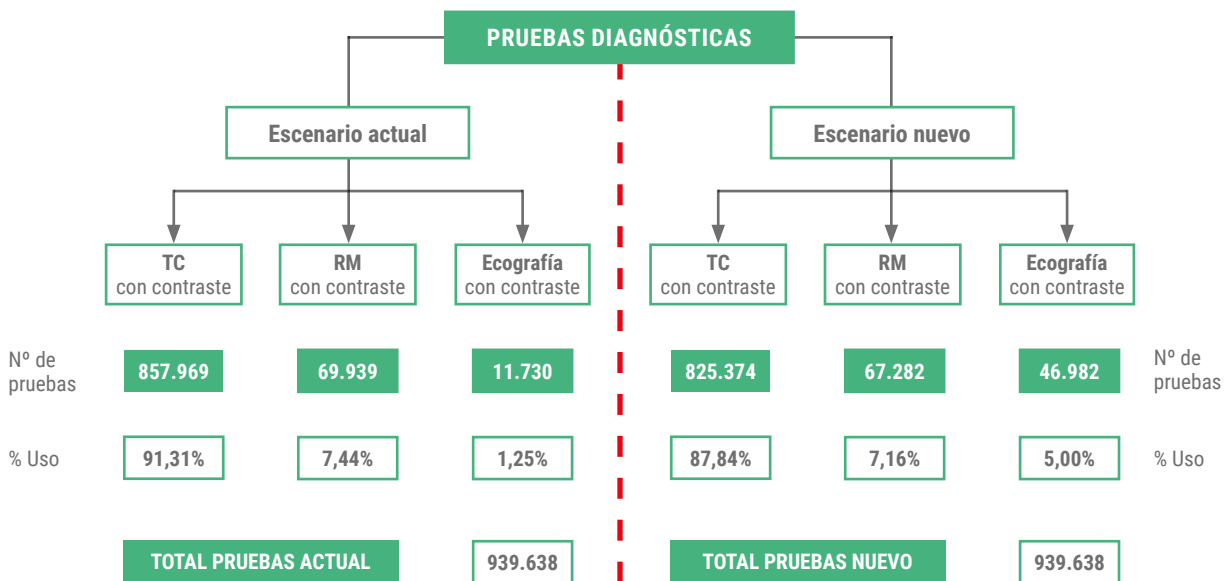 PRUEBAS DIAGNÓSTICAS
Escenario actual
Escenario nuevo
TC
con contraste
RM
con contraste
Ecografía
con contraste
TC
con contraste
RM
con contraste
Ecografía
con contraste
Nº de
pruebas
857.969
69.939
11.730
825.374
67.282
46.982
Nº de
pruebas
% Uso
91,31%
7,44%
1,25%
87,84%
7,16%
5,00%
% Uso
TOTAL PRUEBAS ACTUAL
939.638
TOTAL PRUEBAS NUEVO
939.638